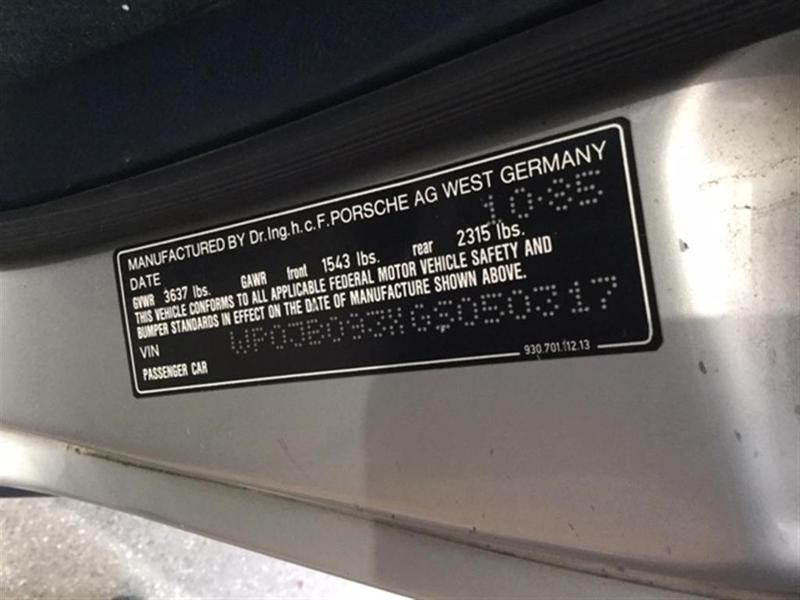 MANUFACTURED BY Dr.Ing.h.c.F.PORSCHE AG WEST GERMANY
DATE 10-85
GVWR 3637 lbs. GAWR front 1543 lbs. rear 2315 lbs.
THIS VEHICLE CONFORMS TO ALL APPLICABLE FEDERAL MOTOR VEHICLE SAFETY AND
BUMPER STANDARDS IN EFFECT ON THE DATE OF MANUFACTURE SHOWN ABOVE.
VIN WP0JB093XGS050317
PASSENGER CAR 930.701.112.13